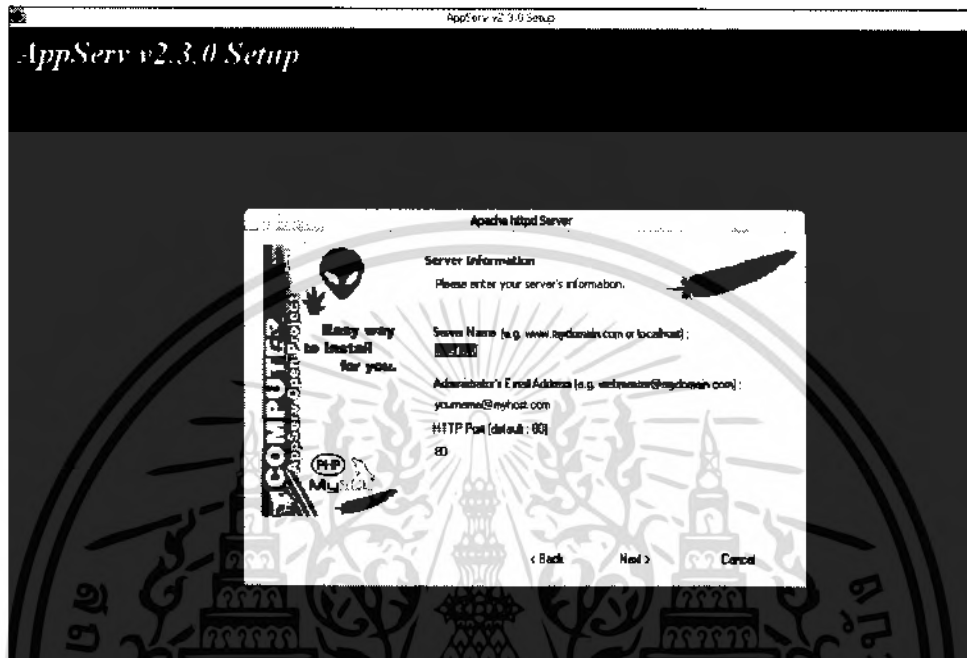 AppServ v2.3.0 Setup
AppServ v2.3.0 Setup
Apache httpd Server
Server Information
Please enter your server's information.
Easy way
to Install
for you.
COMPUTER
AppServ Open Project
Server Name (e.g. www.mydomain.com or localhost) :
Administrator's Email Address (e.g. webmaster@mydomain.com) :
yourname@myhost.com
HTTP Port (default : 80)
80
PHP
MySQL
< Back
Next >
Cancel